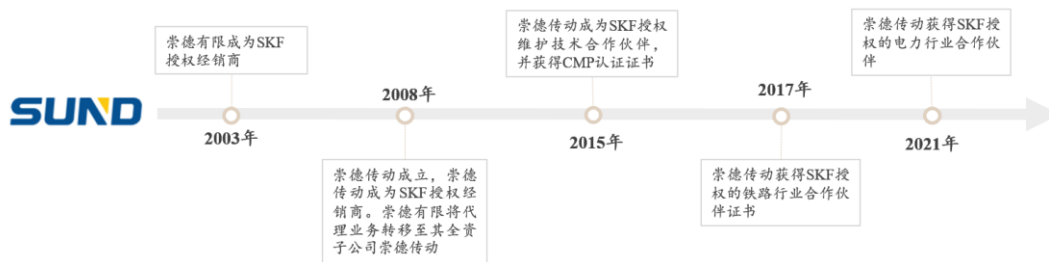 崇德有限成为SKF
授权经销商
崇德传动成为SKF授权
维护技术合作伙伴，
并获得CMP认证证书
崇德传动获得SKF授
权的电力行业合作伙
伴
2008年
2017年
SUND
2003年
2015年
2021年
崇德传动成立，崇德
传动成为SKF授权经
销商。崇德有限将代
理业务转移至其全资
子公司崇德传动
崇德传动获得SKF授
权的铁路行业合作伙
伴证书